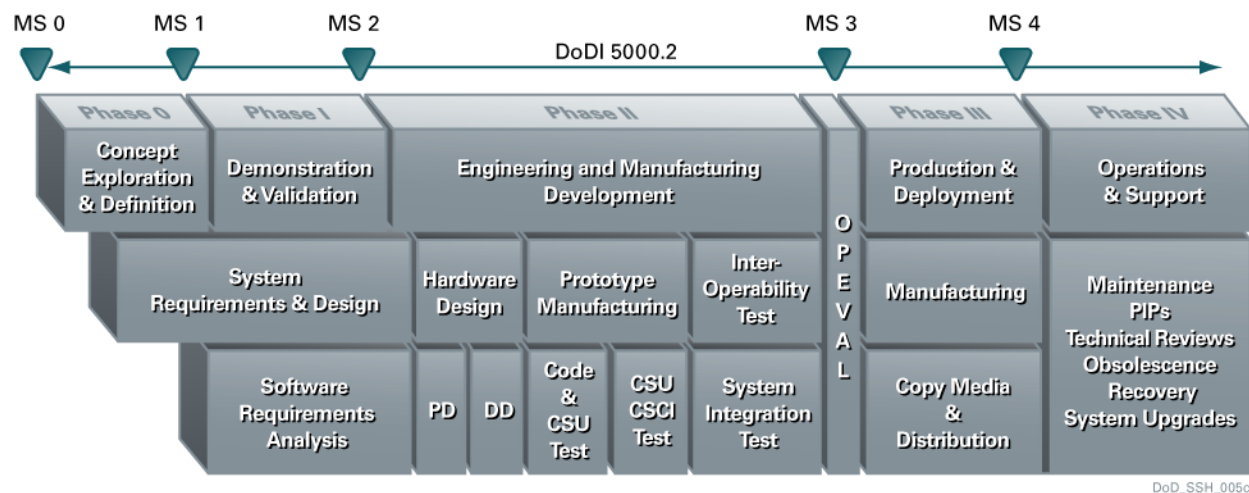 MS 0
MS 1
MS 2
MS 3
MS 4
DoDI 5000.2
Phase 0
Phase I
Phase II
Phase III
Phase IV
Concept
Exploration
& Definition
Demonstration
& Validation
Engineering and Manufacturing
Development
O
P
E
V
A
L
Production &
Deployment
Operations
& Support
System
Requirements & Design
Hardware
Design
Prototype
Manufacturing
Inter-
Operability
Test
Manufacturing
Maintenance
PIPs
Technical Reviews
Obsolescence
Recovery
System Upgrades
Software
Requirements
Analysis
PD
DD
Code
&
CSU
Test
CSU
CSCI
Test
System
Integration
Test
Copy Media
&
Distribution
DoD_SSH_005c